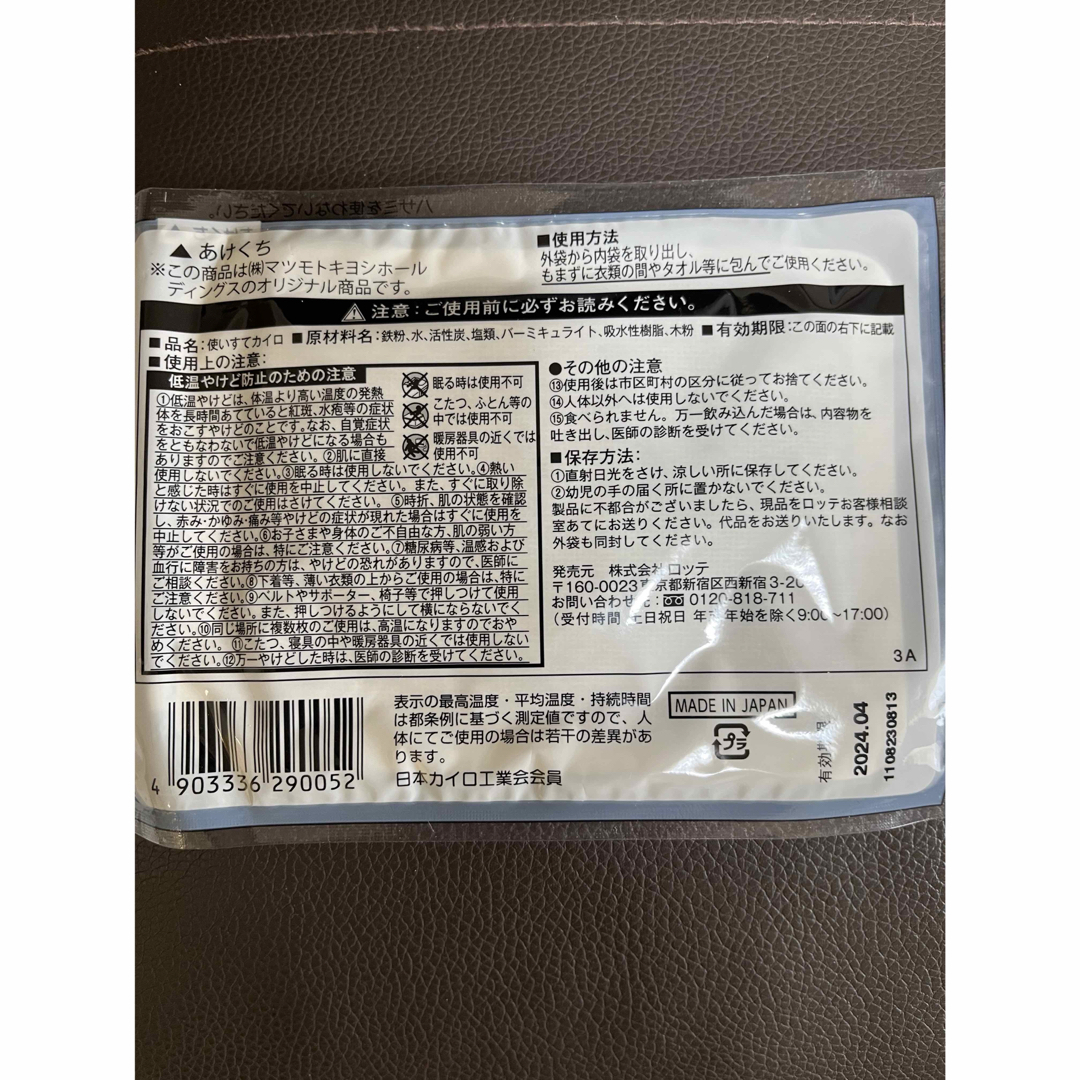 ハサミを使わないでください。
▲ あけくち
※この商品は㈱マツモトキヨシホール
ディングスのオリジナル商品です。
■使用方法
外袋から内袋を取り出し、
もまずに衣類の間やタオル等に包んでご使用ください。
注意:ご使用前に必ずお読みください。
■品名:使いすてカイロ ■原材料名:鉄粉、水、活性炭、塩類、バーミキュライト、吸水性樹脂、木粉 ■有効期限:この面の右下に記載
■使用上の注意:
低温やけど防止のための注意
眠る時は使用不可
こたつ、ふとん等の
中では使用不可
暖房器具の近くでは
使用不可
①低温やけどは、体温より高い温度の発熱
体を長時間あてていると紅斑、水疱等の症状
をおこすやけどのことです。なお、自覚症状
をともなわないで低温やけどになる場合も
ありますのでご注意ください。②肌に直接
使用しないでください。③眠る時は使用しないでください。④熱い
と感じた時はすぐに使用を中止してください。また、すぐに取り除
けない状況でのご使用はさけてください。⑤時折、肌の状態を確認
し、赤み・かゆみ・痛み等やけどの症状が現れた場合はすぐに使用を
中止してください。⑥お子さまや身体のご不自由な方、肌の弱い方
等がご使用の場合は、特にご注意ください。⑦糖尿病等、温感および
血行に障害をお持ちの方は、やけどの恐れがありますので、医師に
ご相談ください。⑧下着等、薄い衣類の上からご使用の場合は、特に
ご注意ください。⑨ベルトやサポーター、椅子等で押しつけて使用
しないでください。また、押しつけるようにして横にならないでくだ
さい。⑩同じ場所に複数枚のご使用は、高温になりますのでおや
めください。⑪こたつ、寝具の中や暖房器具の近くでは使用しない
でください。⑫万一やけどした時は、医師の診断を受けてください。
●その他の注意
⑬使用後は市区町村の区分に従ってお捨てください。
⑭人体以外へは使用しないでください。
⑮食べられません。万一飲み込んだ場合は、内容物を
吐き出し、医師の診断を受けてください。
■保存方法:
①直射日光をさけ、涼しい所に保存してください。
②幼児の手の届く所に置かないでください。
製品に不都合がございましたら、現品をロッテお客様相談
室あてにお送りください。代品をお送りいたします。なお
外袋も同封してください。
発売元 株式会社ロッテ
〒160-0023 東京都新宿区西新宿3-20
お問い合わせ先: 0120-818-711
(受付時間 土日祝日 年末年始を除く9:00~17:00)
3A
表示の最高温度・平均温度・持続時間
は都条例に基づく測定値ですので、人
体にてご使用の場合は若干の差異があ
ります。
日本カイロ工業会会員
MADE IN JAPAN
プラ
有効期限
2024.04
1108230813
4 903336 290052